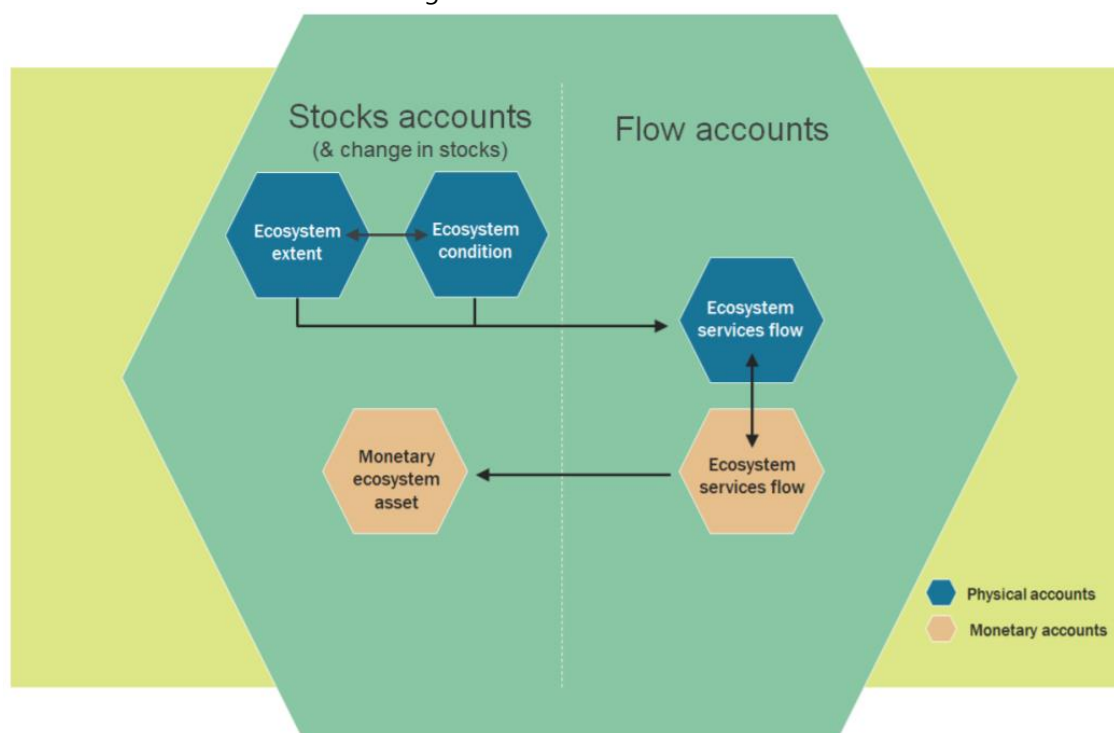 Stocks accounts
(& change in stocks)
Flow accounts
Ecosystem
extent
Ecosystem
condition
Ecosystem
services flow
Monetary
ecosystem
asset
Ecosystem
services flow
Physical accounts
Monetary accounts